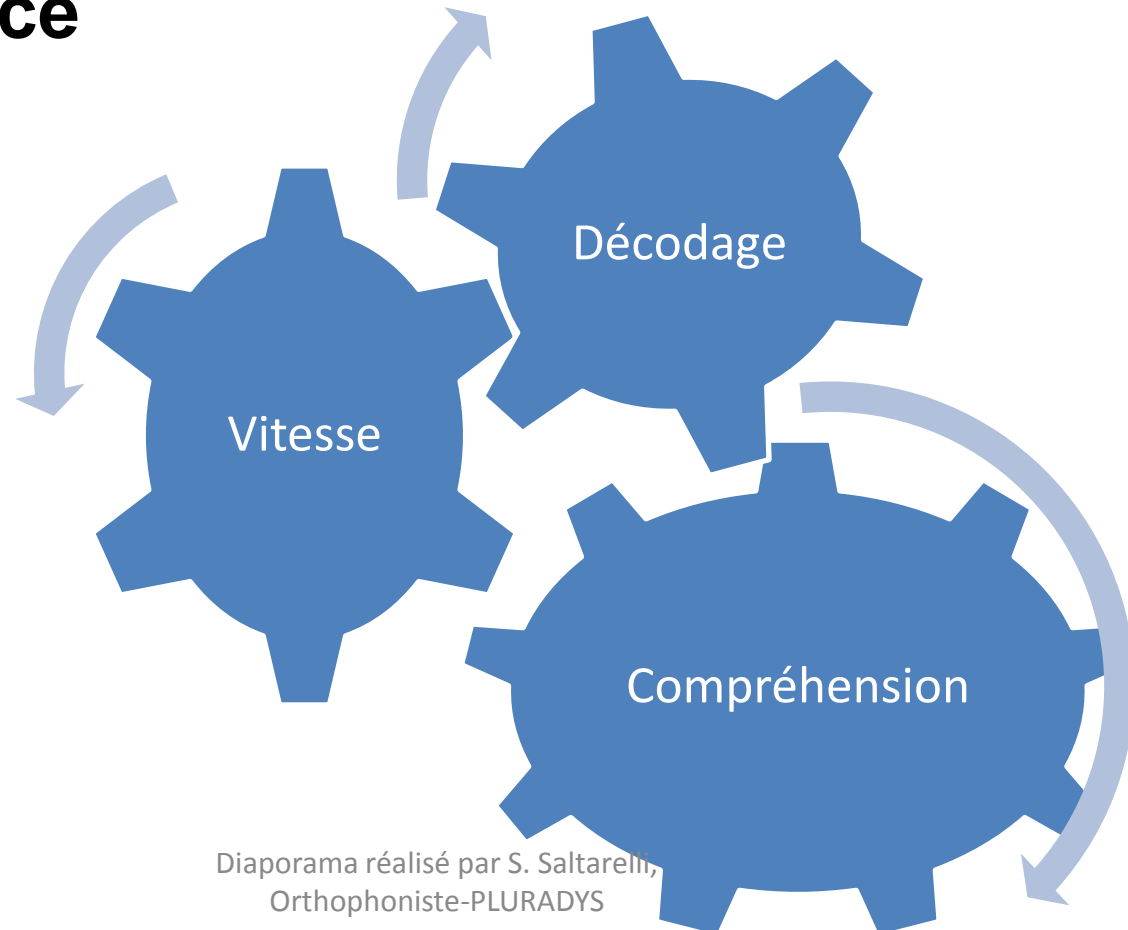 ce
Décodage
Vitesse
Compréhension
Diaporama réalisé par S. Saltarelli,
Orthophoniste-PLURADYS